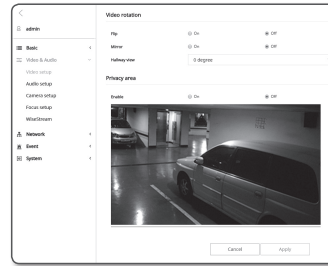 Video rotation
admin
Flip
On
Off
Basic
Mirror
On
Off
Video & Audio
Hallway view
0 degree
Video setup
Privacy area
Audio setup
Camera setup
Enable
On
Off
Focus setup
WiseStream
Network
Event
System
Cancel
Apply